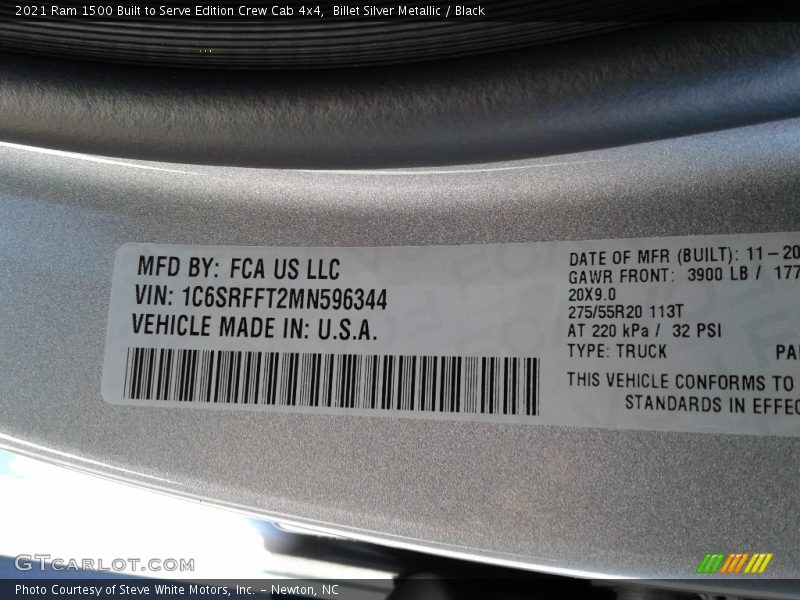 2021 Ram 1500 Built to Serve Edition Crew Cab 4x4, Billet Silver Metallic / Black
MFD BY: FCA US LLC
VIN: 1C6SRFFT2MN596344
VEHICLE MADE IN: U.S.A.
DATE OF MFR (BUILT): 11-20
GAWR FRONT: 3900 LB / 177
20X9.0
275/55R20 113T
AT 220 kPa / 32 PSI
TYPE: TRUCK
THIS VEHICLE CONFORMS TO
STANDARDS IN
GTcarlot.com
Photo Courtesy of Steve White Motors, Inc. – Newton, NC